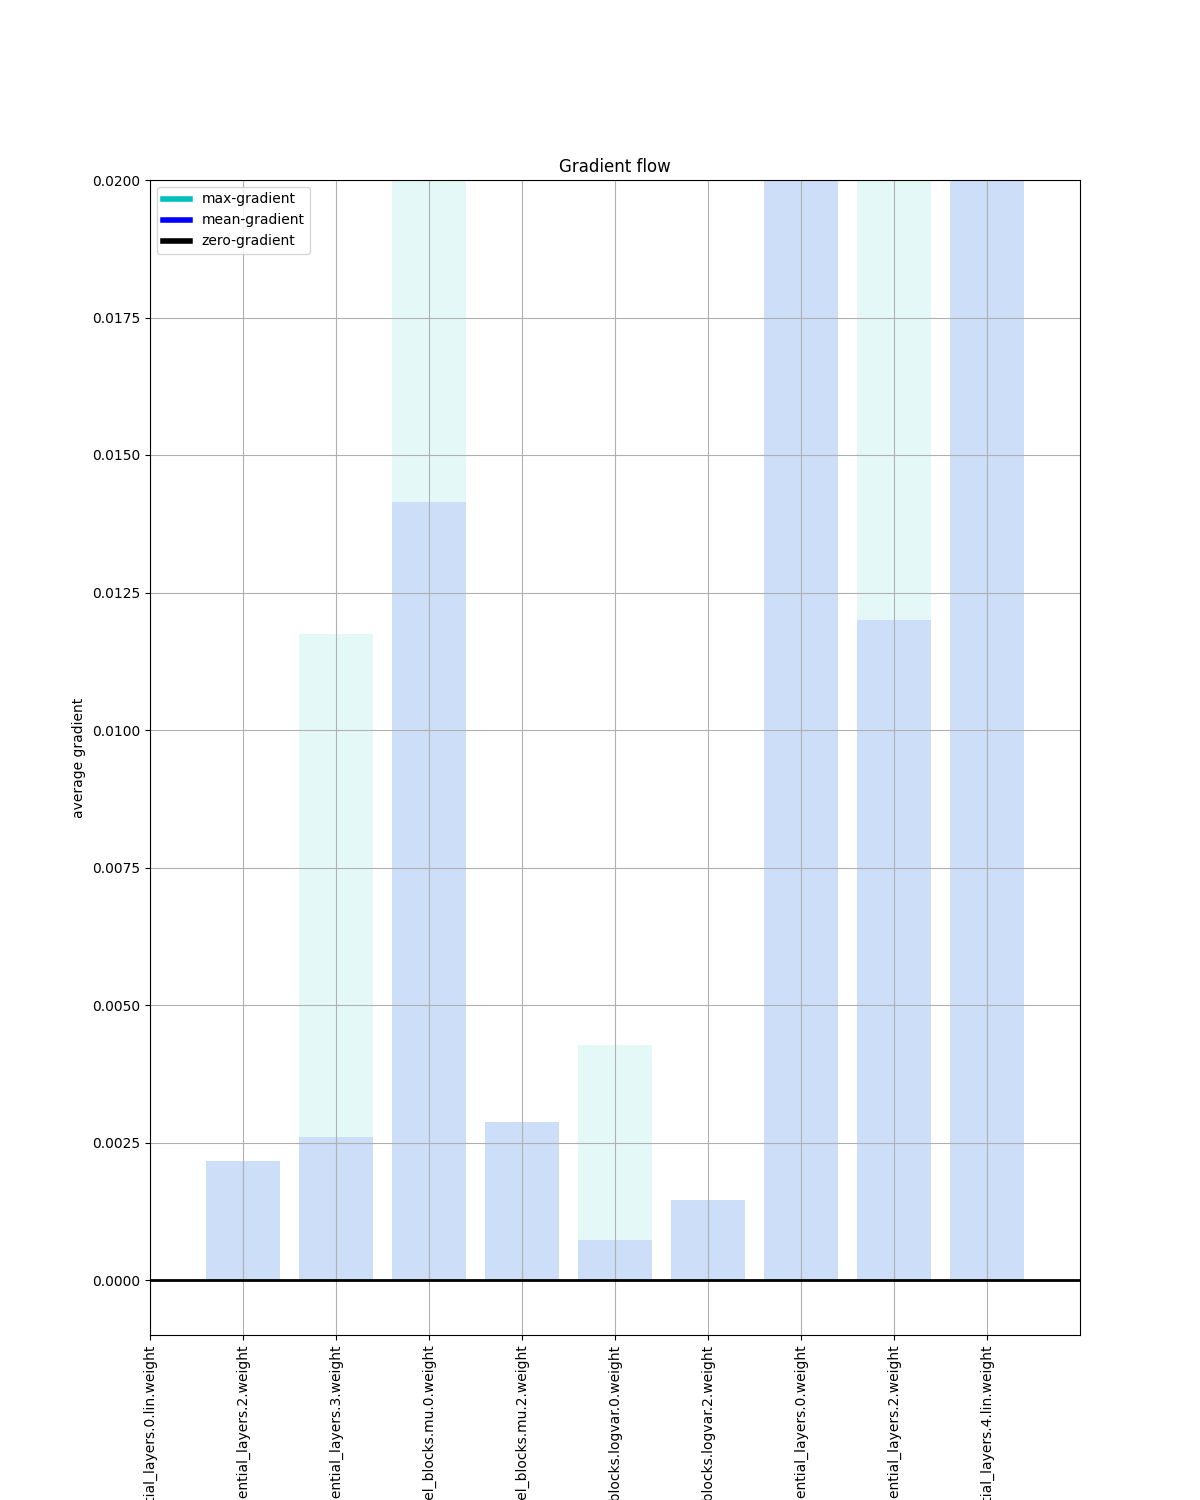 Gradient flow
max-gradient
mean-gradient
zero-gradient
0.0200
0.0175
0.0150
0.0125
0.0100
0.0075
0.0050
0.0025
0.0000
average gradient
tial_layers.0.lin.weight
ential_layers.2.weight
ential_layers.3.weight
el_blocks.mu.0.weight
el_blocks.mu.2.weight
blocks.logvar.0.weight
blocks.logvar.2.weight
ential_layers.0.weight
ential_layers.2.weight
tial_layers.4.lin.weight